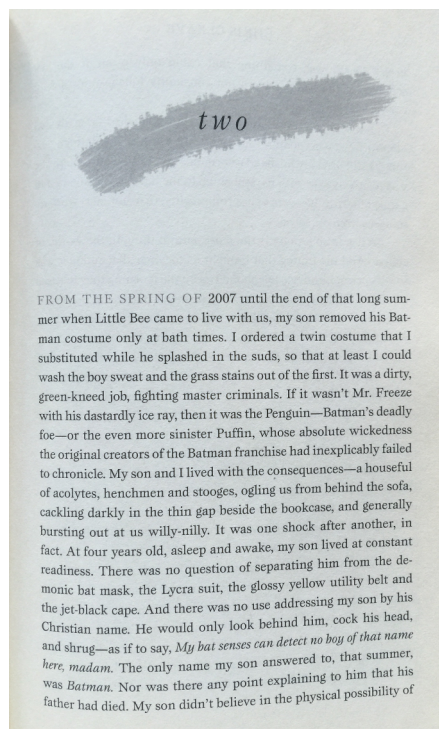 two
FROM THE SPRING OF 2007 until the end of that long sum-
mer when Little Bee came to live with us, my son removed his Bat-
man costume only at bath times. I ordered a twin costume that I
substituted while he splashed in the suds, so that at least I could
wash the boy sweat and the grass stains out of the first. It was a dirty,
green-kneed job, fighting master criminals. If it wasn't Mr. Freeze
with his dastardly ice ray, then it was the Penguin—Batman's deadly
foe—or the even more sinister Puffin, whose absolute wickedness
the original creators of the Batman franchise had inexplicably failed
to chronicle. My son and I lived with the consequences—a houseful
of acolytes, henchmen and stooges, ogling us from behind the sofa,
cackling darkly in the thin gap beside the bookcase, and generally
bursting out at us willy-nilly. It was one shock after another, in
fact. At four years old, asleep and awake, my son lived at constant
readiness. There was no question of separating him from the de-
monic bat mask, the Lycra suit, the glossy yellow utility belt and
the jet-black cape. And there was no use addressing my son by his
Christian name. He would only look behind him, cock his head,
and shrug—as if to say, My bat senses can detect no boy of that name
here, madam. The only name my son answered to, that summer,
was Batman. Nor was there any point explaining to him that his
father had died. My son didn't believe in the physical possibility of